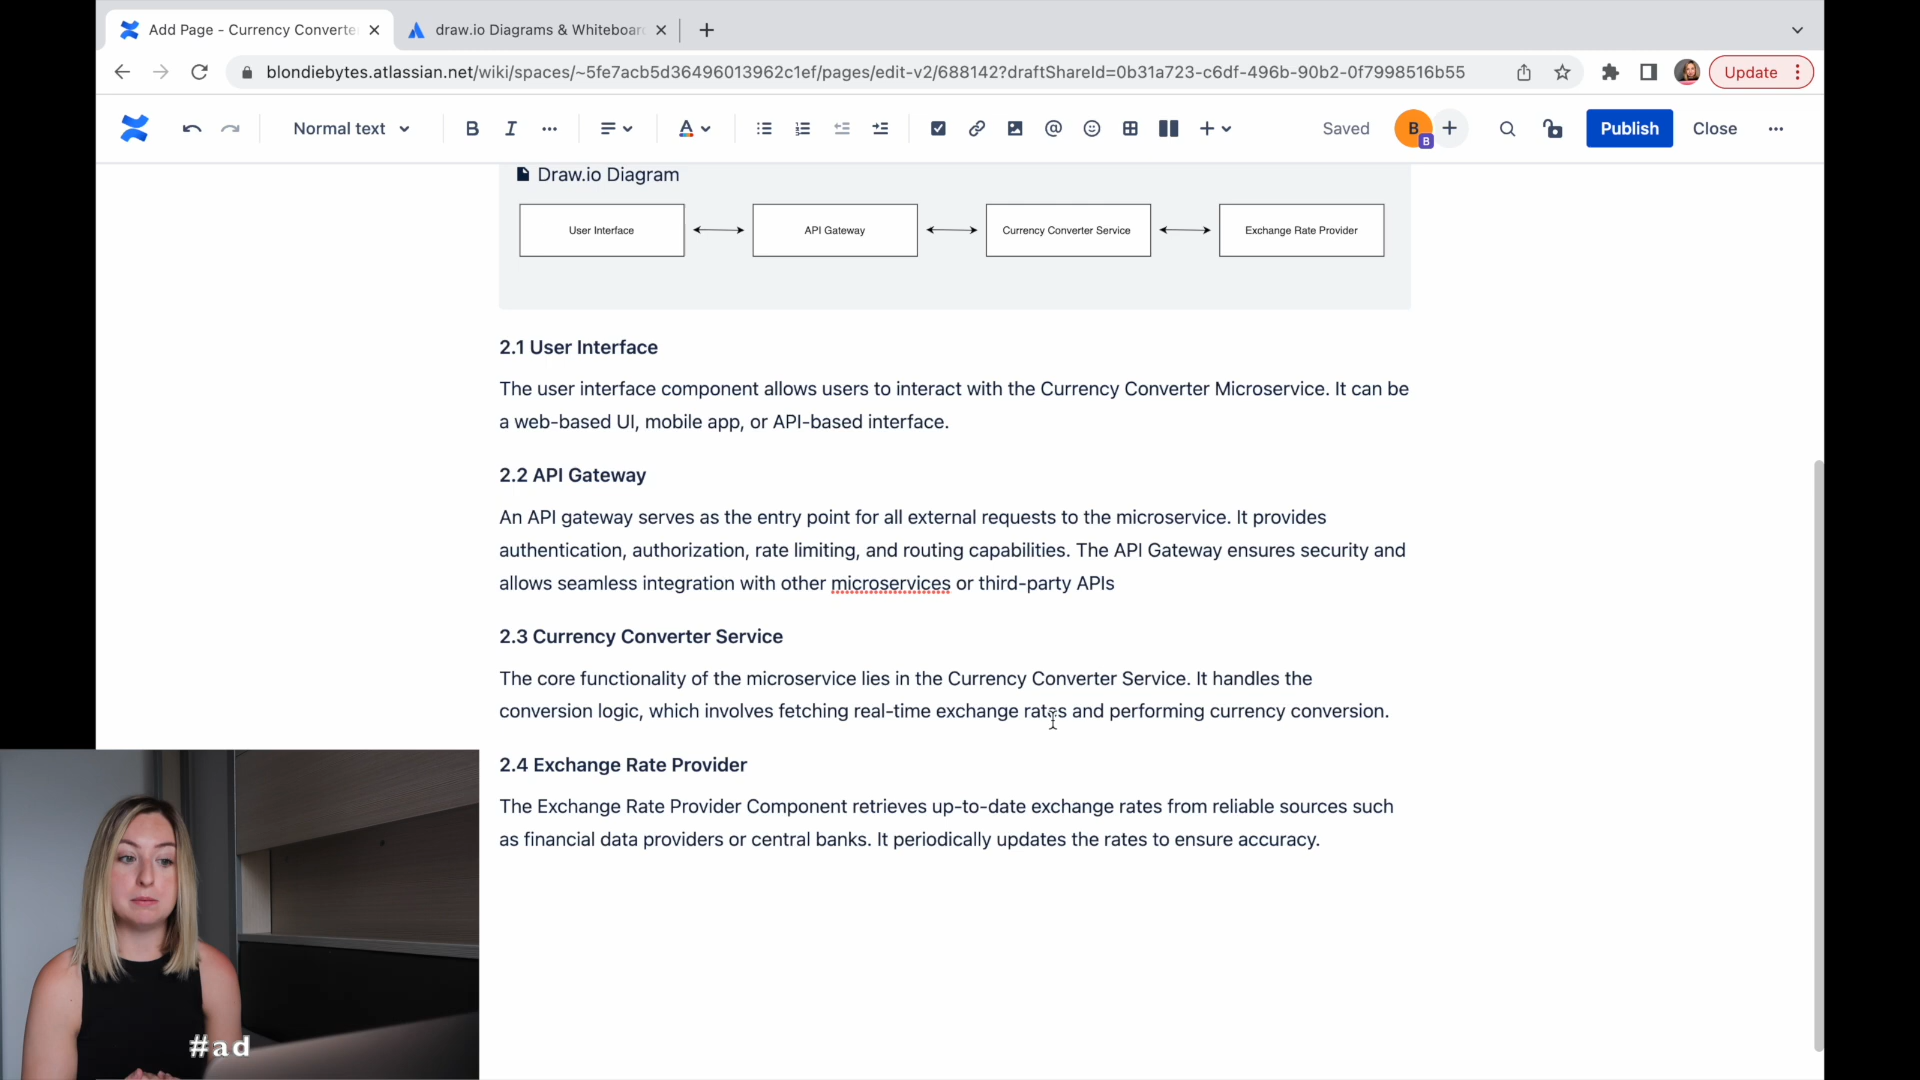 Add Page - Currency Converte
draw.io Diagrams & Whiteboar
blondiebytes.atlassian.net/wiki/spaces/~5fe7acb5d36496013962c1ef/pages/edit-v2/688142?draftShareId=0b31a723-c6df-496b-90b2-0f7998516b55
Update
Normal text
B
I
A
Saved
B
B
Publish
Close
Draw.io Diagram
User Interface
API Gateway
Currency Converter Service
Exchange Rate Provider
2.1 User Interface
The user interface component allows users to interact with the Currency Converter Microservice. It can be
a web-based UI, mobile app, or API-based interface.
2.2 API Gateway
An API gateway serves as the entry point for all external requests to the microservice. It provides
authentication, authorization, rate limiting, and routing capabilities. The API Gateway ensures security and
allows seamless integration with other microservices or third-party APIs
2.3 Currency Converter Service
The core functionality of the microservice lies in the Currency Converter Service. It handles the
conversion logic, which involves fetching real-time exchange rates and performing currency conversion.
2.4 Exchange Rate Provider
The Exchange Rate Provider Component retrieves up-to-date exchange rates from reliable sources such
as financial data providers or central banks. It periodically updates the rates to ensure accuracy.
#ad